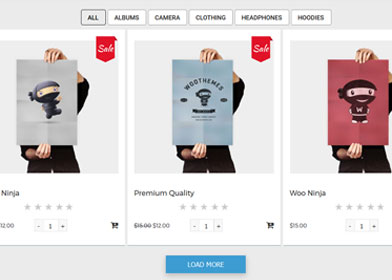 ALL ALBUMS CAMERA CLOTHING HEADPHONES HOODIES
Sale Sale
WOOTHEMES
Ninja Premium Quality Woo Ninja
12.00 - 1 + $15.00 $12.00 - 1 + $15.00 - 1 +
LOAD MORE